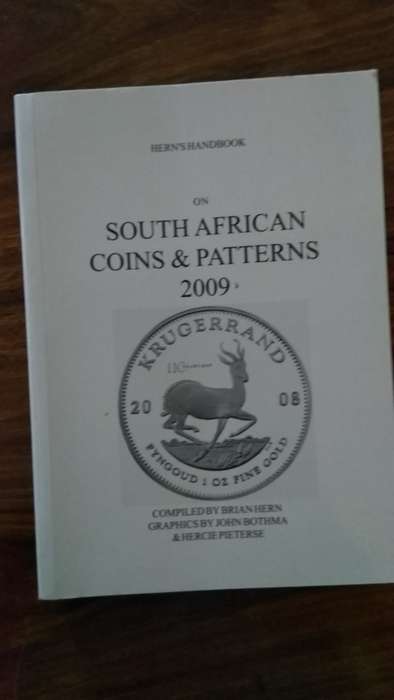 HERN'S HANDBOOK
ON
SOUTH AFRICAN
COINS & PATTERNS
2009
KRUGERRAND
20 08
FYNGOUD 1 OZ FINE GOLD
COMPILED BY BRIAN HERN
GRAPHICS BY JOHN BOTHMA
& HERCIE PIETERSE